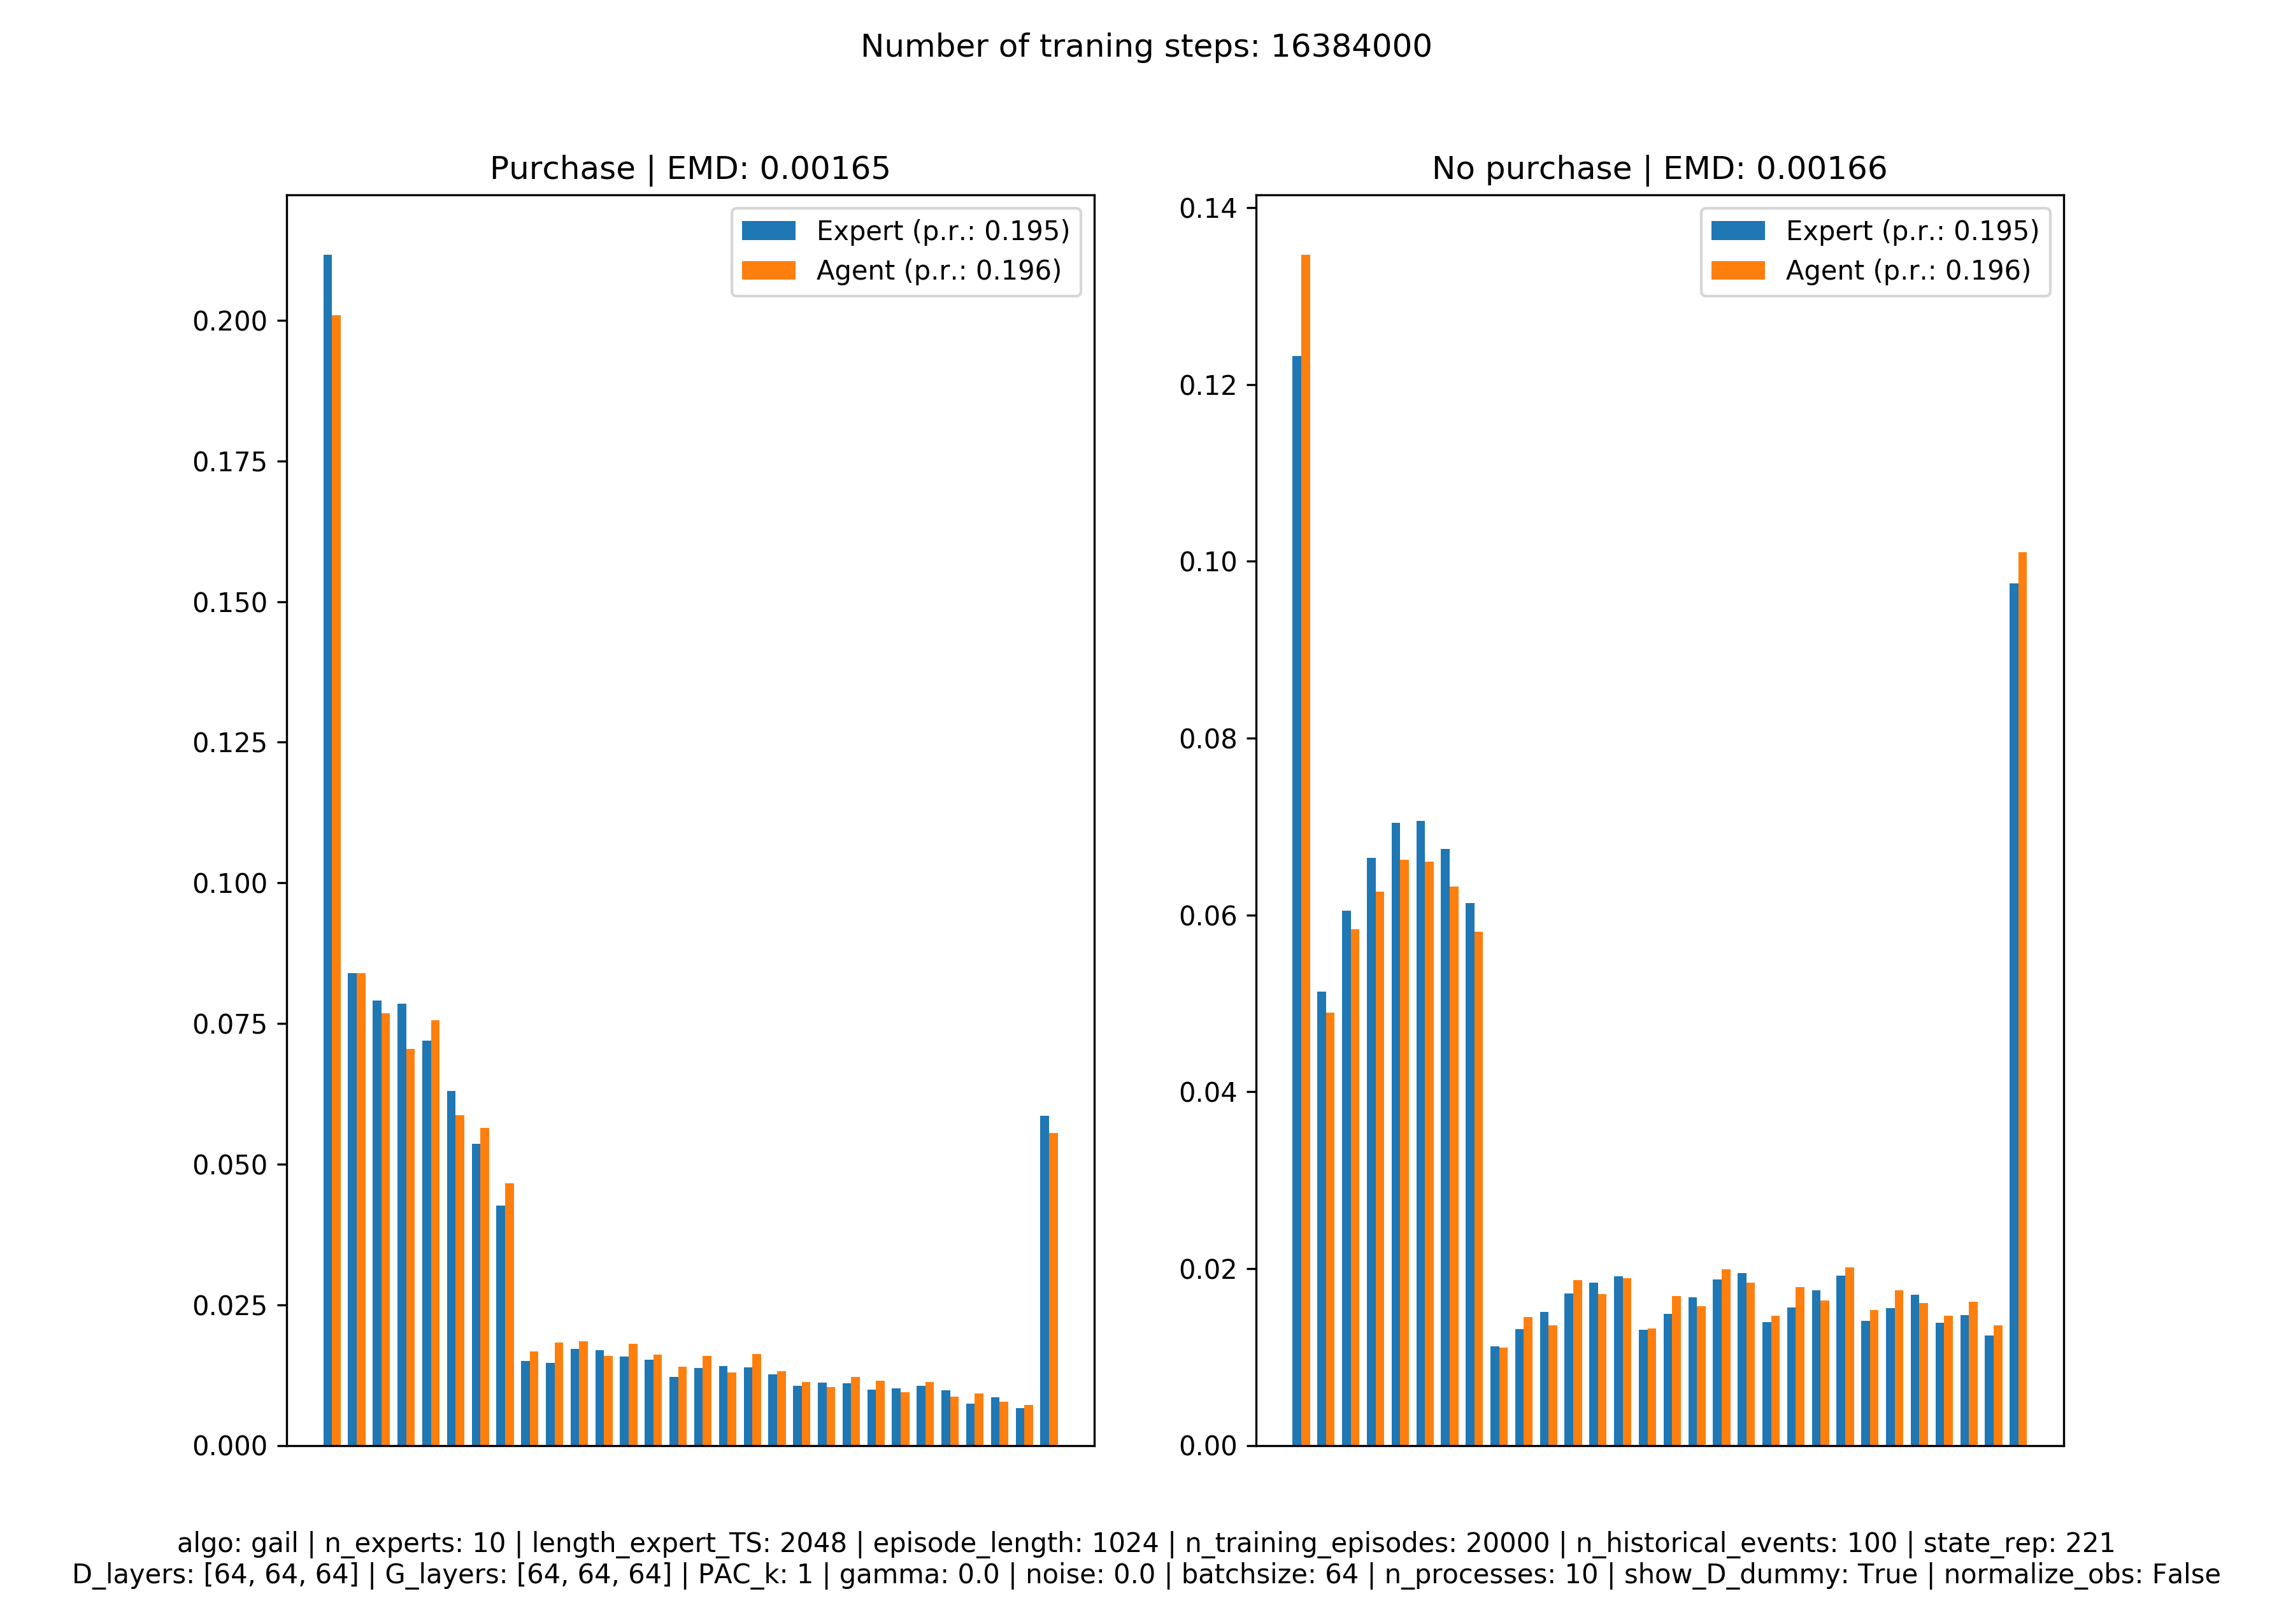 Number of traning steps: 16384000
Purchase | EMD: 0.00165
Expert (p.r.: 0.195)
Agent (p.r.: 0.196)
0.200
0.175
0.150
0.125
0.100
0.075
0.050
0.025
0.000
No purchase | EMD: 0.00166
Expert (p.r.: 0.195)
Agent (p.r.: 0.196)
0.14
0.12
0.10
0.08
0.06
0.04
0.02
0.00
algo: gail | n_experts: 10 | length_expert_TS: 2048 | episode_length: 1024 | n_training_episodes: 20000 | n_historical_events: 100 | state_rep: 221
D_layers: [64, 64, 64] | G_layers: [64, 64, 64] | PAC_k: 1 | gamma: 0.0 | noise: 0.0 | batchsize: 64 | n_processes: 10 | show_D_dummy: True | normalize_obs: False